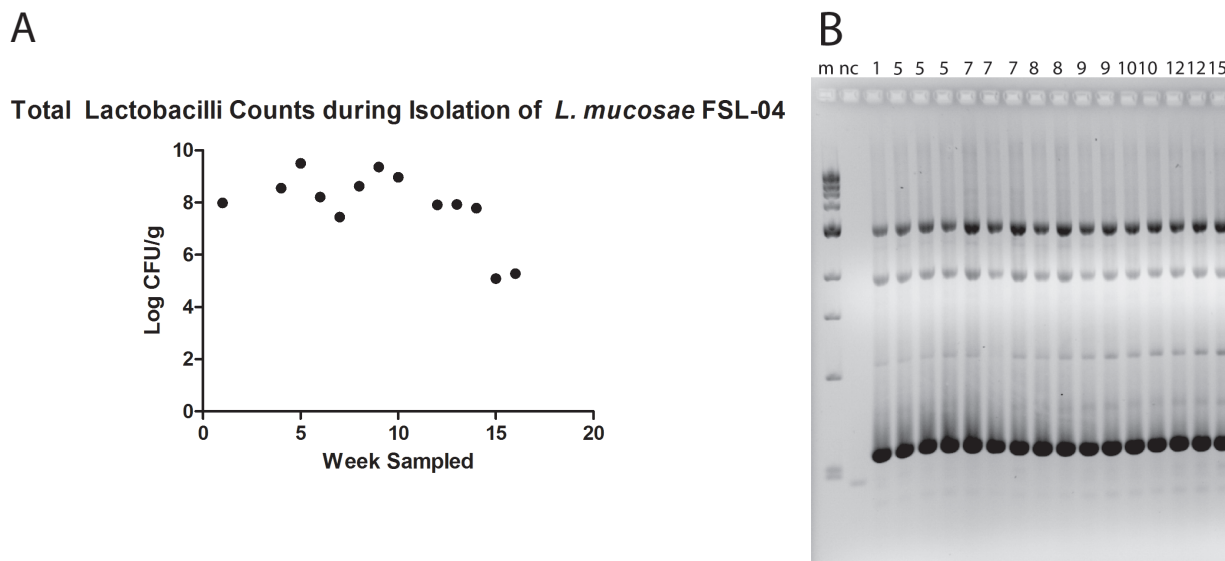 A
Total Lactobacilli Counts during Isolation of L. mucosae FSL-04
10
8
6
4
2
0
Log CFU/g
0 5 10 15 20
Week Sampled
B
m nc 1 5 5 5 7 7 7 8 8 9 9 10 10 12 12 15